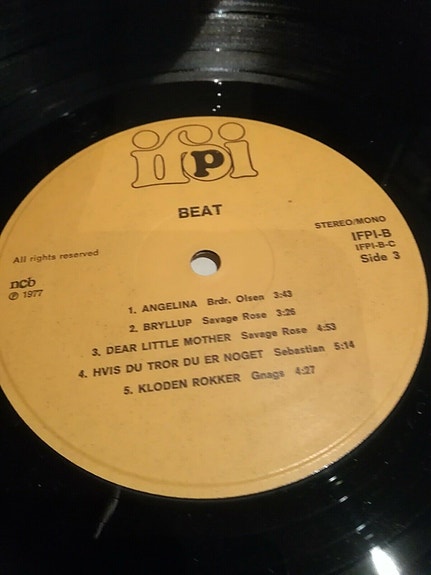 ifpi
BEAT
STEREO/MONO
IFPI-B
IFPI-B-C
Side 3
All rights reserved
ncb
℗ 1977
1. ANGELINA Brdr. Olsen 3:43
2. BRYLLUP Savage Rose 3:26
3. DEAR LITTLE MOTHER Savage Rose 4:53
4. HVIS DU TROR DU ER NOGET Sebastian 5:14
5. KLODEN ROKKER Gnags 4:27